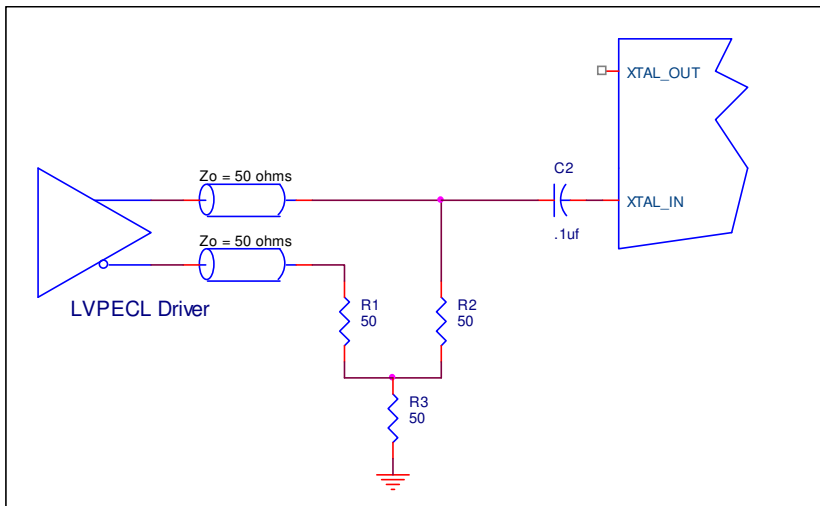 XTAL_OUT
Zo = 50 ohms
C2
.1uf
XTAL_IN
Zo = 50 ohms
LVPECL Driver
R1
50
R2
50
R3
50